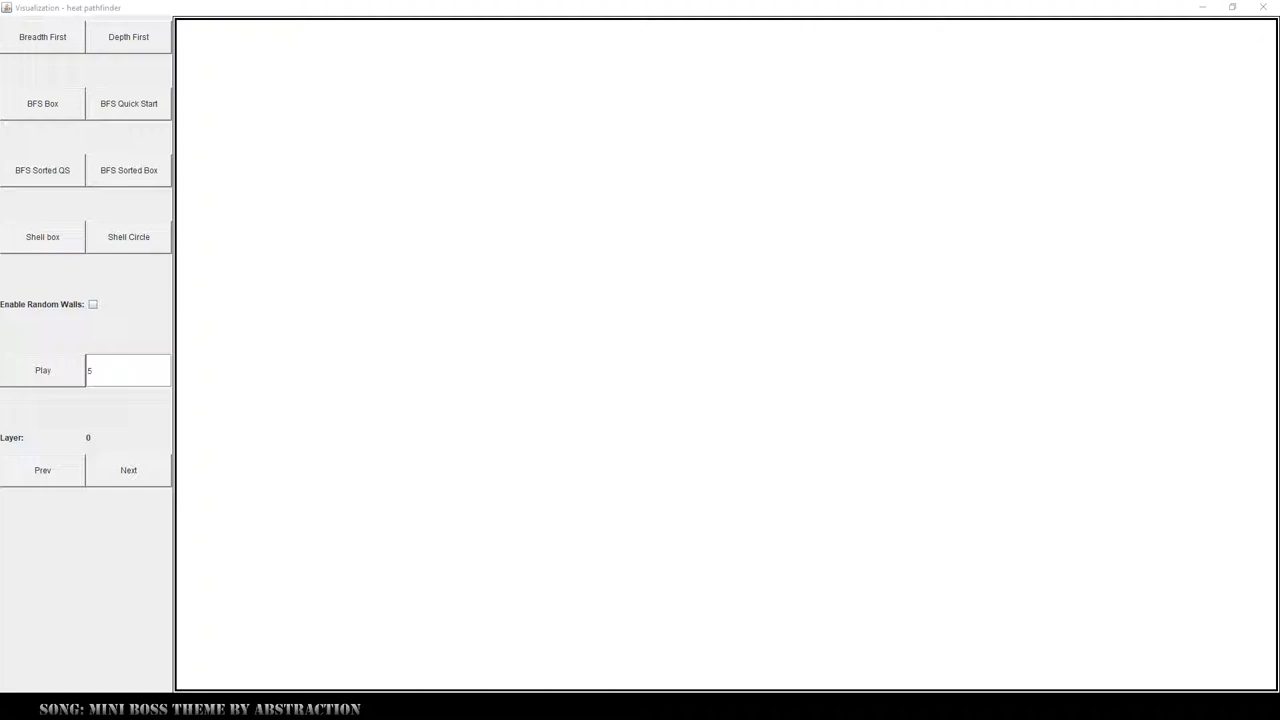 Visualization - heat pathfinder
Breadth First
Depth First
BFS Box
BFS Quick Start
BFS Sorted QS
BFS Sorted Box
Shell box
Shell Circle
Enable Random Walls:
Play
5
Layer: 0
Prev
Next
SONG: MINI BOSS THEME BY ABSTRACTION